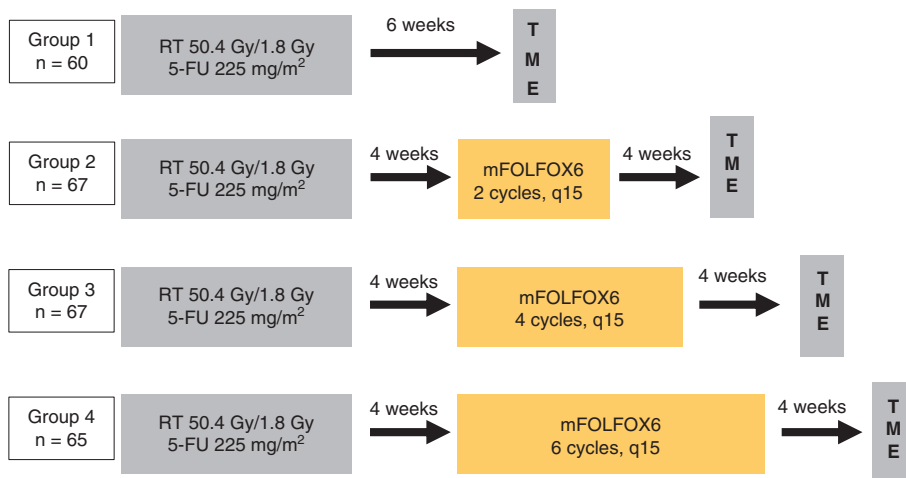 Group 1
n = 60
RT 50.4 Gy/1.8 Gy
5-FU 225 mg/m²
6 weeks
T
M
E
Group 2
n = 67
RT 50.4 Gy/1.8 Gy
5-FU 225 mg/m²
4 weeks
mFOLFOX6
2 cycles, q15
4 weeks
T
M
E
Group 3
n = 67
RT 50.4 Gy/1.8 Gy
5-FU 225 mg/m²
4 weeks
mFOLFOX6
4 cycles, q15
4 weeks
T
M
E
Group 4
n = 65
RT 50.4 Gy/1.8 Gy
5-FU 225 mg/m²
4 weeks
mFOLFOX6
6 cycles, q15
4 weeks
T
M
E